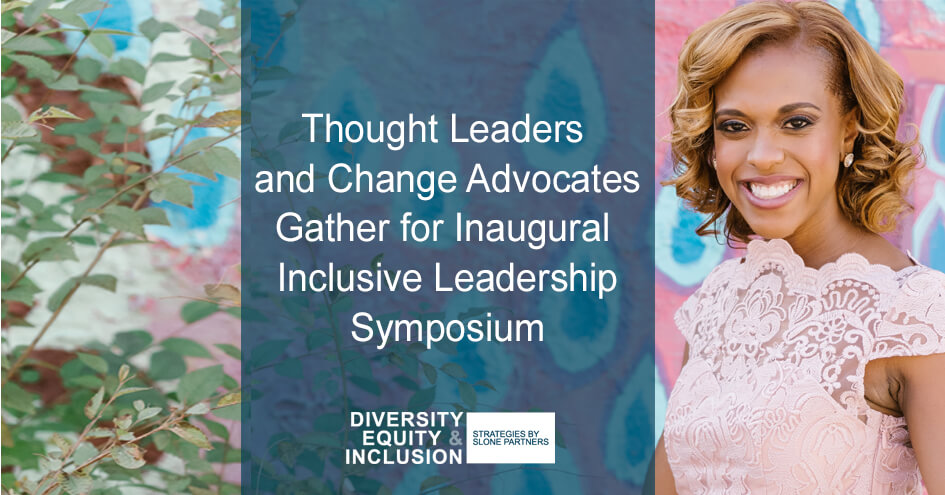 Thought Leaders
and Change Advocates
Gather for Inaugural
Inclusive Leadership
Symposium
DIVERSITY
EQUITY &
INCLUSION
STRATEGIES BY
SLONE PARTNERS